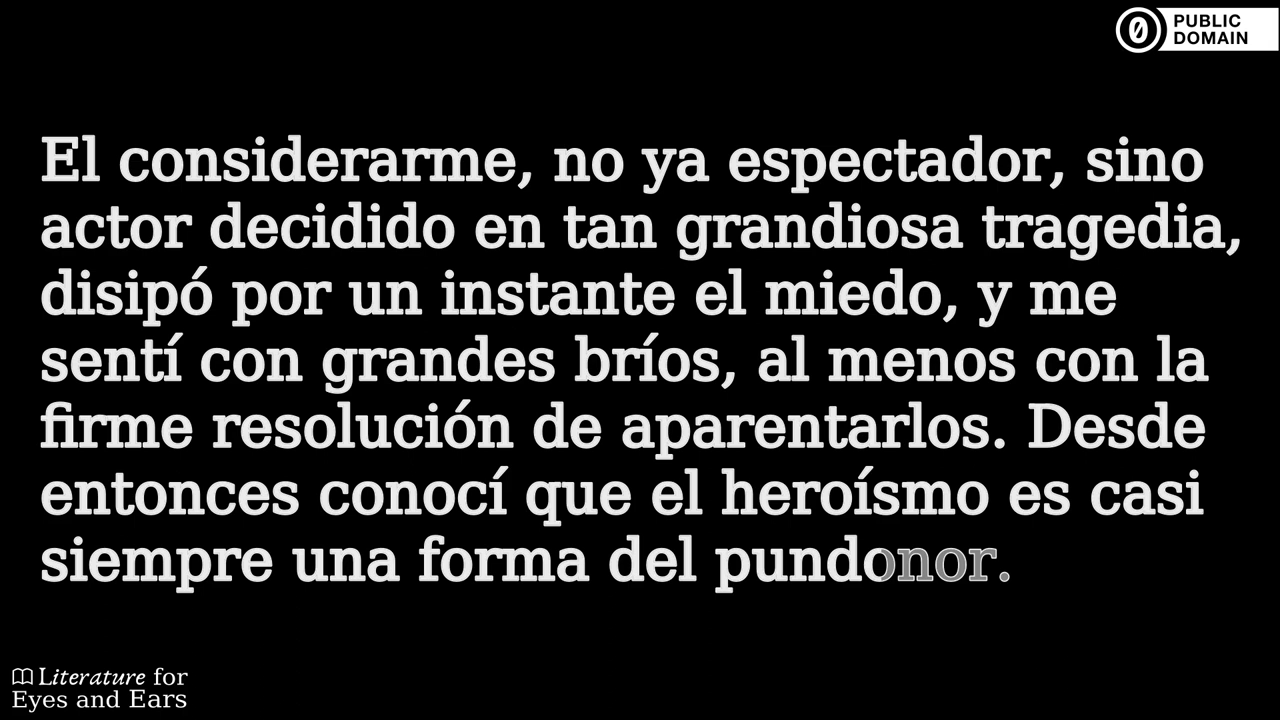 PUBLIC
DOMAIN
El considerarme, no ya espectador, sino
actor decidido en tan grandiosa tragedia,
disipó por un instante el miedo, y me
sentí con grandes bríos, al menos con la
firme resolución de aparentarlos. Desde
entonces conocí que el heroísmo es casi
siempre una forma del pundonor.
Literature for
Eyes and Ears